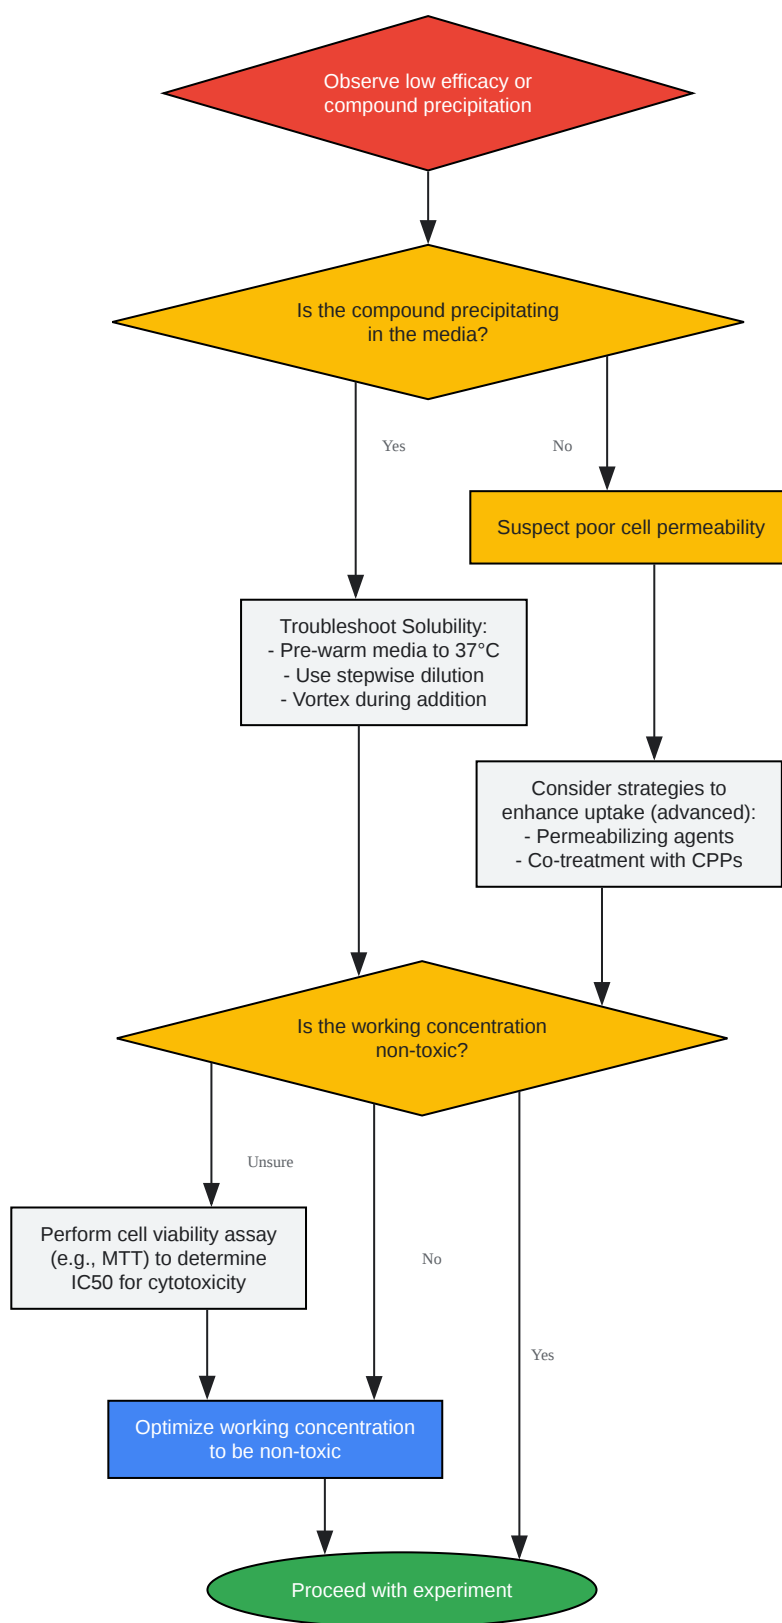 Observe low efficacy or
compound precipitation
Is the compound precipitating
in the media?
Yes
No
Suspect poor cell permeability
Troubleshoot Solubility:
- Pre-warm media to 37°C
- Use stepwise dilution
- Vortex during addition
Consider strategies to
enhance uptake (advanced):
- Permeabilizing agents
- Co-treatment with CPPs
Is the working concentration
non-toxic?
Unsure
Perform cell viability assay
(e.g., MTT) to determine
IC50 for cytotoxicity
No
Yes
Optimize working concentration
to be non-toxic
Proceed with experiment